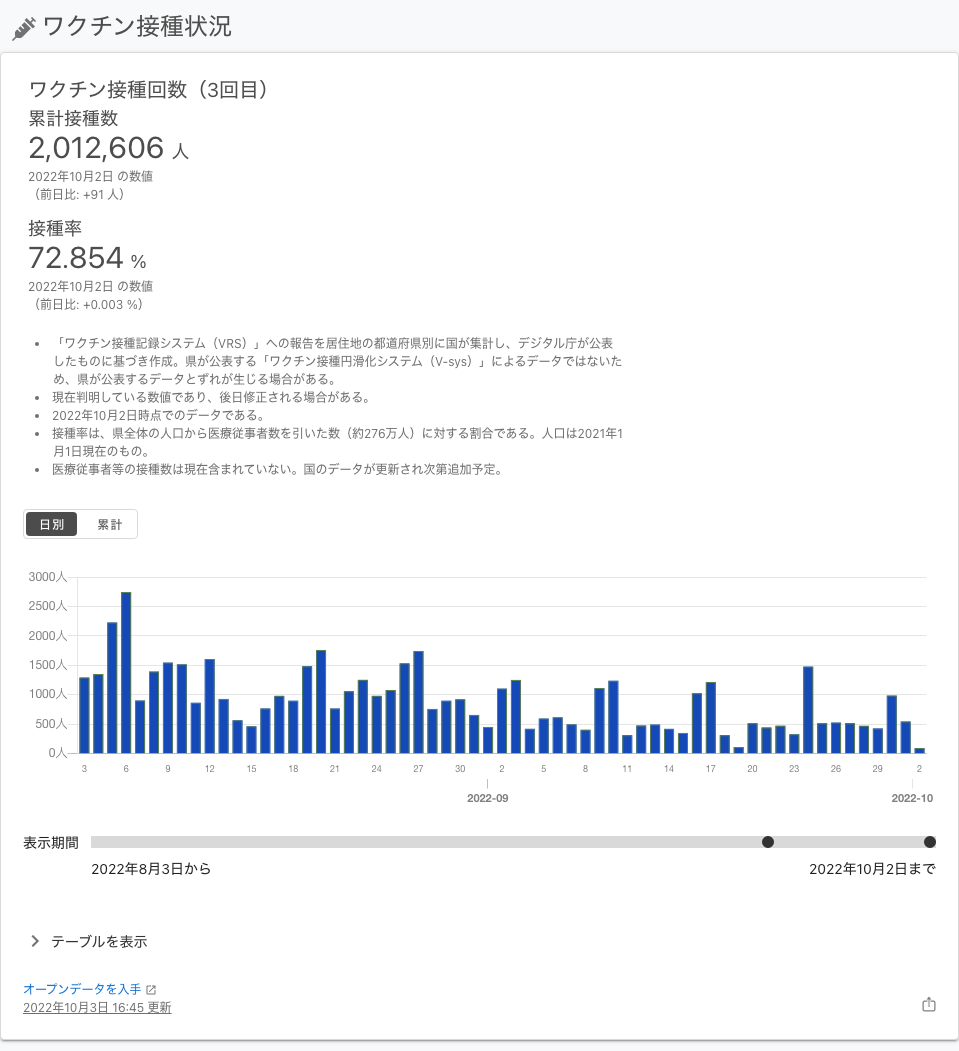 ワクチン接種状況
ワクチン接種回数（3回目）
累計接種数
2,012,606 人
2022年10月2日 の数値
（前日比: +91 人）
接種率
72.854 %
2022年10月2日 の数値
（前日比: +0.003 %）
• 「ワクチン接種記録システム（VRS）」への報告を居住地の都道府県別に国が集計し、デジタル庁が公表
したものに基づき作成。県が公表する「ワクチン接種円滑化システム（V-sys）」によるデータではないた
め、県が公表するデータとずれが生じる場合がある。
• 現在判明している数値であり、後日修正される場合がある。
• 2022年10月2日時点でのデータである。
• 接種率は、県全体の人口から医療従事者数を引いた数（約276万人）に対する割合である。人口は2021年1
月1日現在のもの。
• 医療従事者等の接種数は現在含まれていない。国のデータが更新され次第追加予定。
日別 累計
3000人
2500人
2000人
1500人
1000人
500人
0人
3 6 9 12 15 18 21 24 27 30 2 5 8 11 14 17 20 23 26 29 2
2022-09 2022-10
表示期間
2022年8月3日から 2022年10月2日まで
テーブルを表示
オープンデータを入手
2022年10月3日 16:45 更新